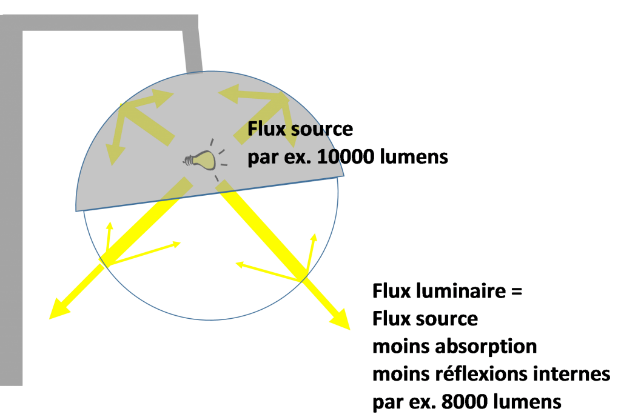 Flux source
par ex. 10000 lumens
Flux luminaire =
Flux source
moins absorption
moins réflexions internes
par ex. 8000 lumens